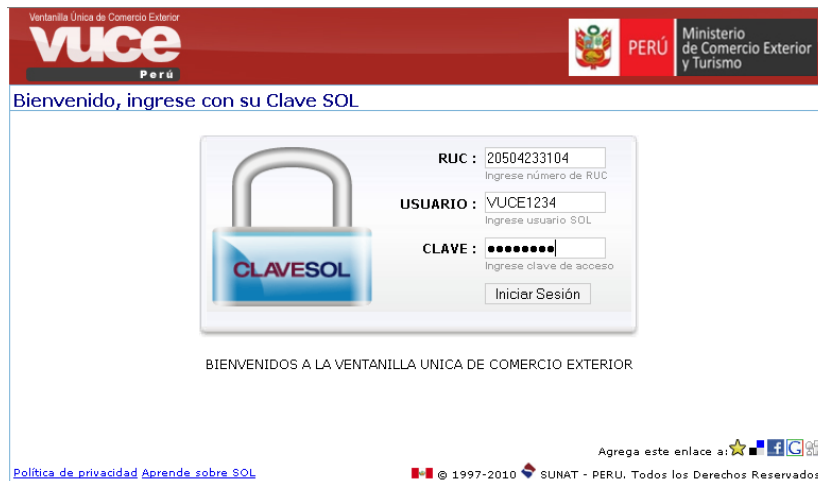 Ventanilla Única de Comercio Exterior
vuce
Perú
PERÚ
Ministerio
de Comercio Exterior
y Turismo
Bienvenido, ingrese con su Clave SOL
RUC : 20504233104
Ingrese número de RUC
USUARIO : VUCE1234
Ingrese usuario SOL
CLAVE : ●●●●●●●●
Ingrese clave de acceso
CLAVESOL
Iniciar Sesión
BIENVENIDOS A LA VENTANILLA UNICA DE COMERCIO EXTERIOR
Agrega este enlace a:
Política de privacidad Aprende sobre SOL
© 1997-2010 SUNAT - PERU. Todos los Derechos Reservados